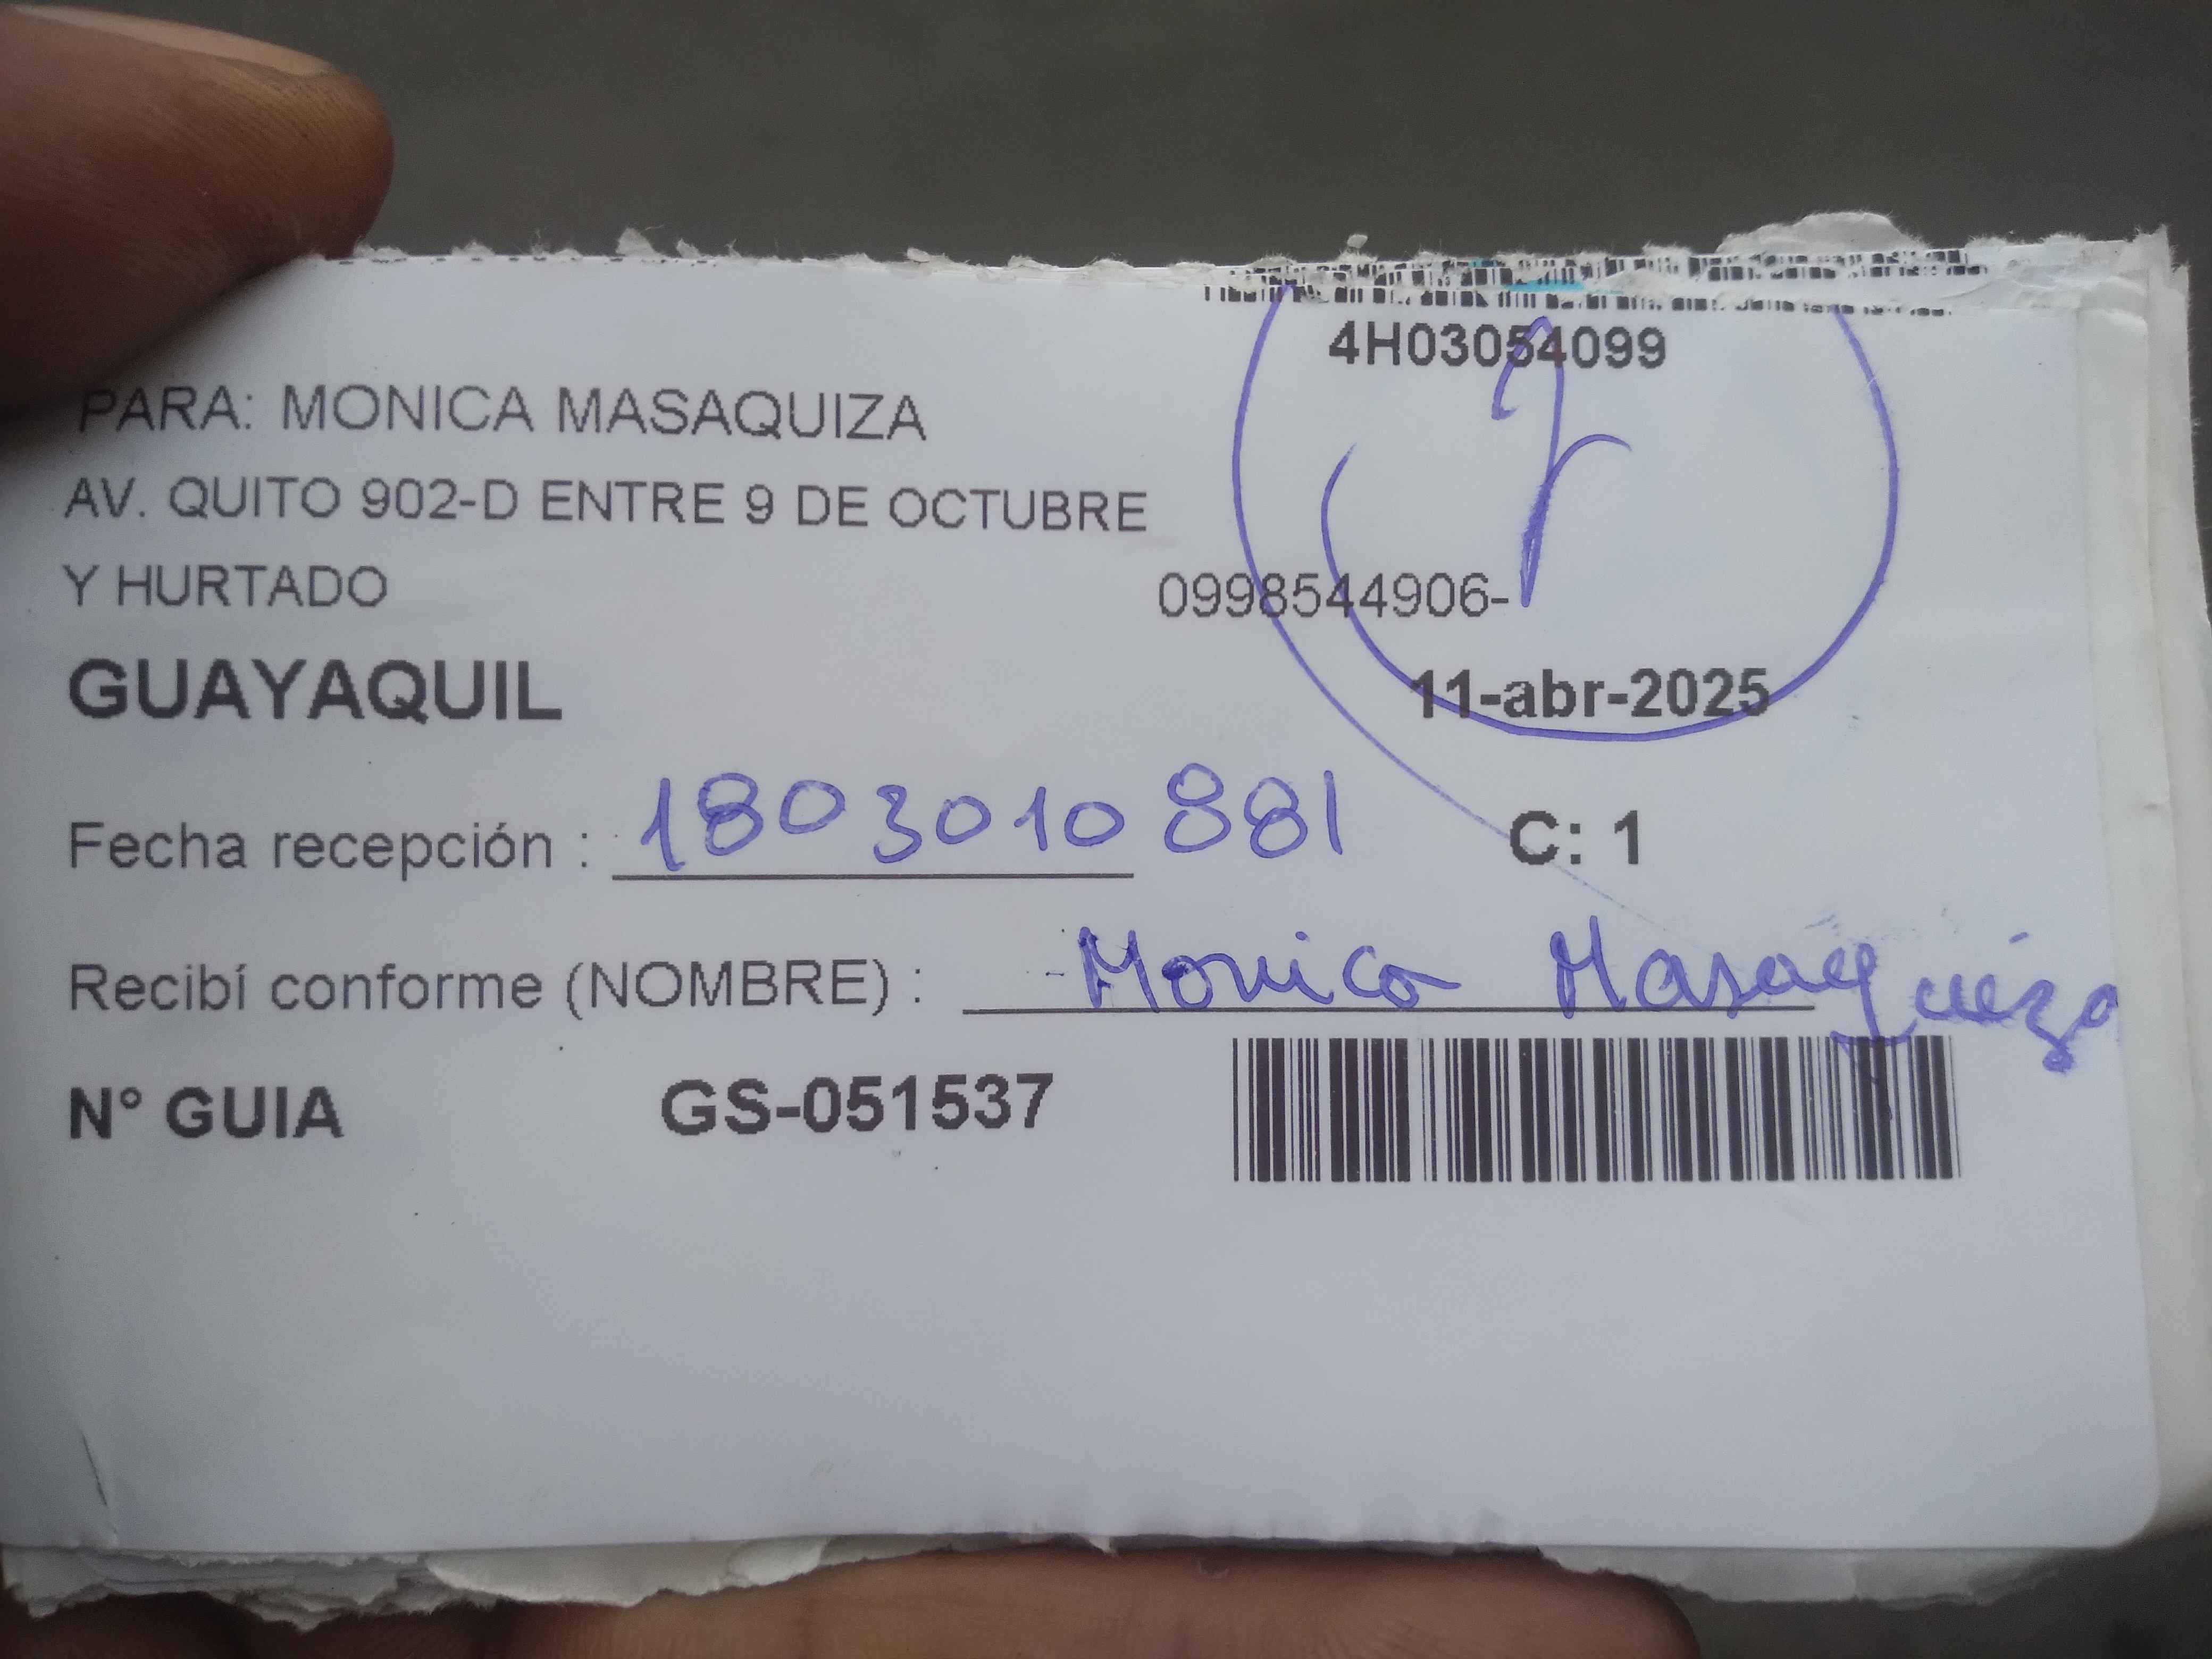 4H03054099
PARA: MONICA MASAQUIZA
AV. QUITO 902-D ENTRE 9 DE OCTUBRE
Y HURTADO
0998544906-
GUAYAQUIL
11-abr-2025
Fecha recepción : 1803010881
C: 1
Recibí conforme (NOMBRE) : Monica Masaquiza
N° GUIA GS-051537